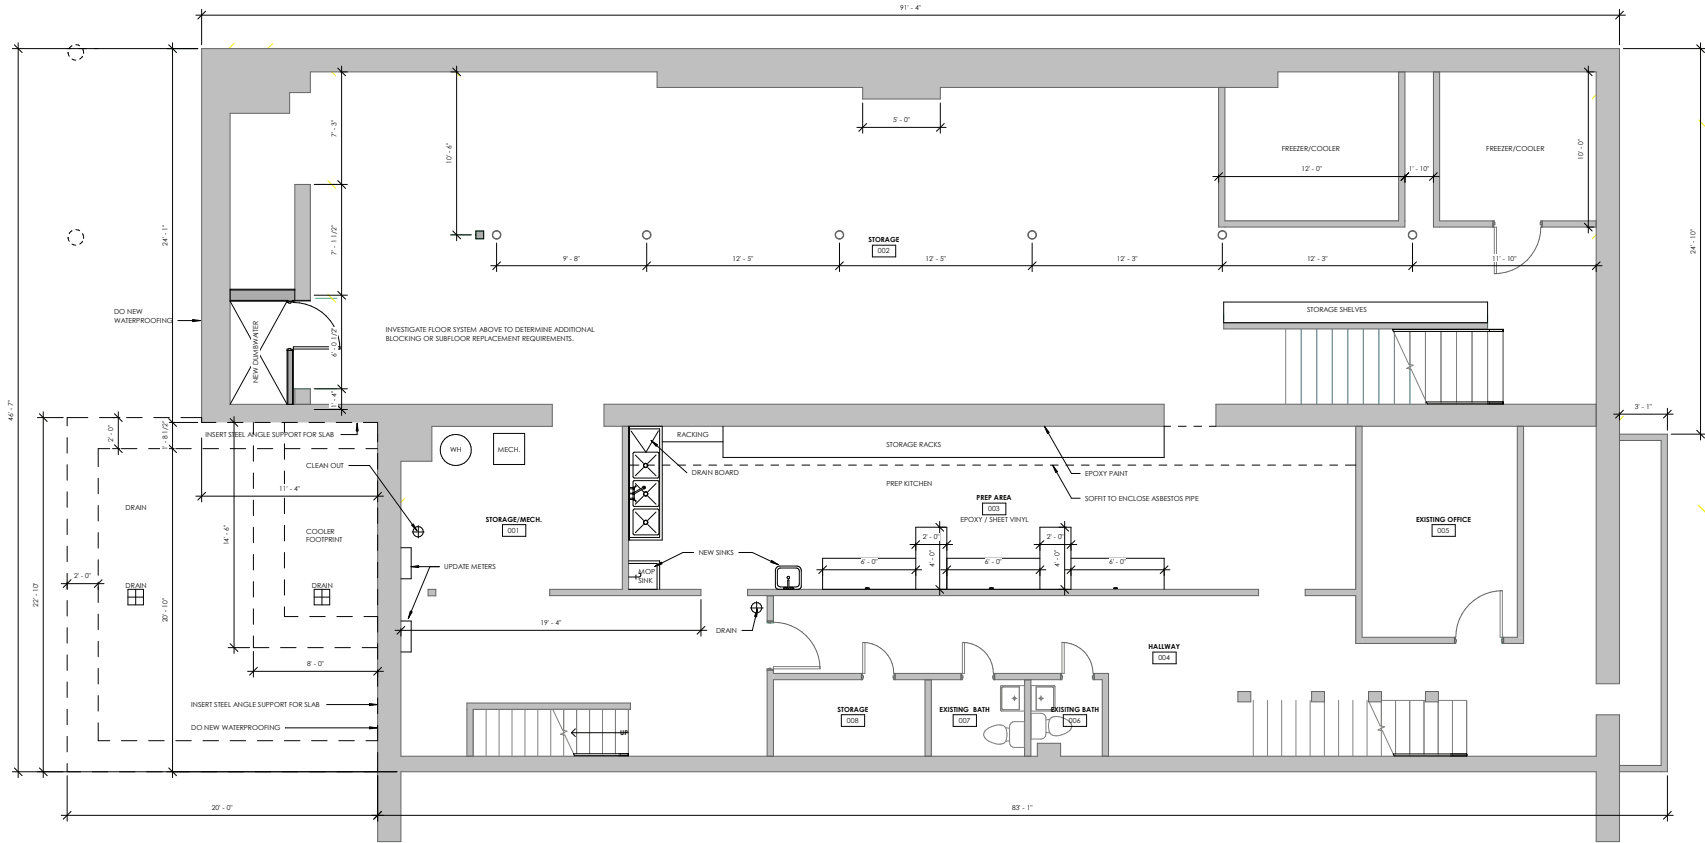 91' - 4"
5' - 0"
7' - 3"
10' - 6"
FREEZER/COOLER
12' - 0"
1' - 10"
FREEZER/COOLER
10' - 0"
24' - 10"
24' - 1"
7' - 1 1/2"
STORAGE
002
9' - 8"
12' - 5"
12' - 5"
12' - 3"
12' - 3"
11' - 10"
DO NEW
WATERPROOFING
NEW DUMBWAITER
6' - 0 1/2"
INVESTIGATE FLOOR SYSTEM ABOVE TO DETERMINE ADDITIONAL
BLOCKING OR SUBFLOOR REPLACEMENT REQUIREMENTS.
STORAGE SHELVES
1' - 4"
46' - 7"
3' - 1"
2' - 0"
1' - 8 1/2"
INSERT STEEL ANGLE SUPPORT FOR SLAB
WH
MECH.
RACKING
STORAGE RACKS
CLEAN OUT
DRAIN BOARD
EPOXY PAINT
PREP KITCHEN
SOFFIT TO ENCLOSE ASBESTOS PIPE
11' - 4"
DRAIN
COOLER
FOOTPRINT
14' - 6"
STORAGE/MECH.
001
PREP AREA
003
EPOXY / SHEET VINYL
EXISTING OFFICE
005
2' - 0"
2' - 0"
NEW SINKS
6' - 0"
4' - 0"
6' - 0"
4' - 0"
6' - 0"
UPDATE METERS
MOP
SINK
2' - 0"
DRAIN
DRAIN
22' - 10"
20' - 10"
19' - 4"
DRAIN
HALLWAY
004
8' - 0"
INSERT STEEL ANGLE SUPPORT FOR SLAB
DO NEW WATERPROOFING
UP
STORAGE
008
EXISTING BATH
007
EXISITING BATH
006
20' - 0"
83' - 1"